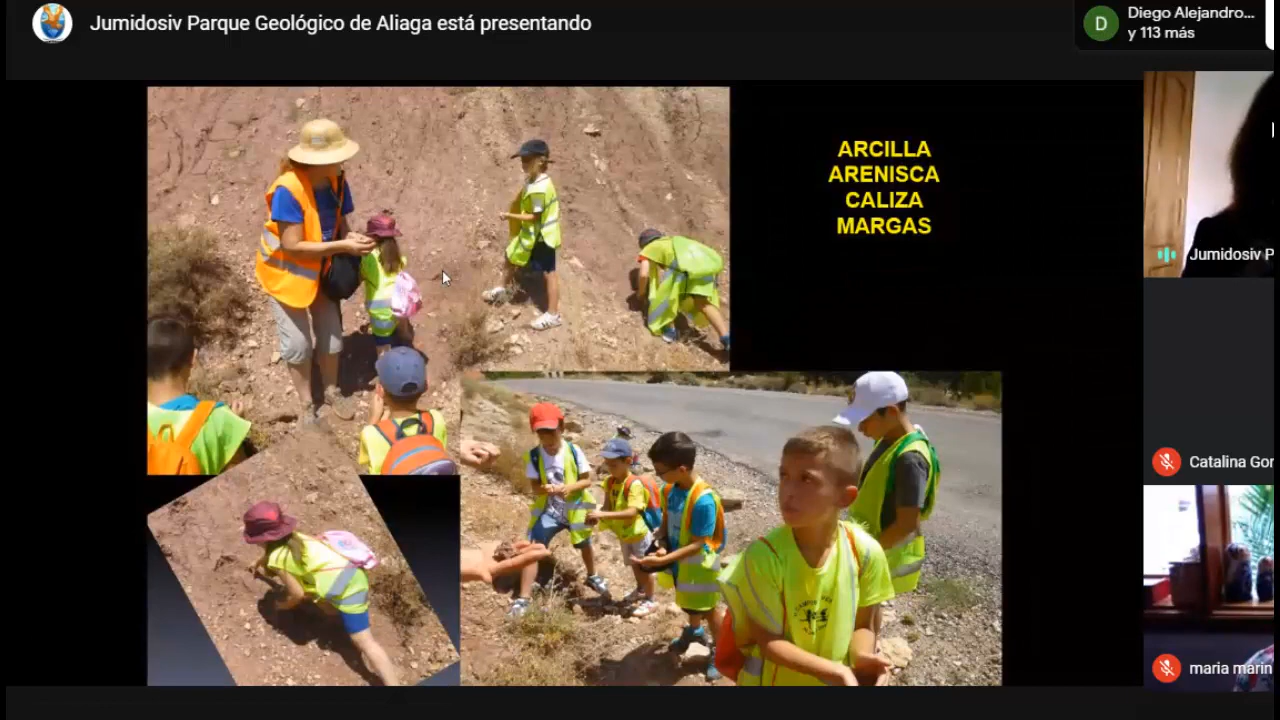 Jumidosiv Parque Geológico de Aliaga está presentando
D
Diego Alejandro...
y 113 más
ARCILLA
ARENISCA
CALIZA
MARGAS
Jumidosiv P
Catalina Gor
maria marin